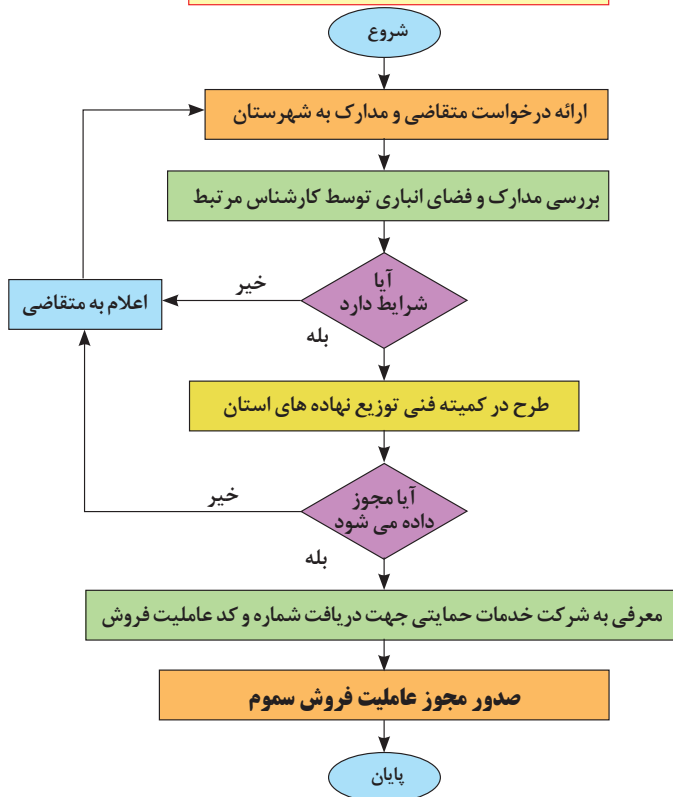 شروع
ارائه درخواست متقاضی و مدارک به شهرستان
بررسی مدارک و فضای انباری توسط کارشناس مرتبط
آیا
شرایط دارد
خیر
اعلام به متقاضی
بله
طرح در کمیته فنی توزیع نهاده های استان
آیا مجوز
داده می شود
خیر
بله
معرفی به شرکت خدمات حمایتی جهت دریافت شماره و کد عاملیت فروش
صدور مجوز عاملیت فروش سموم
پایان